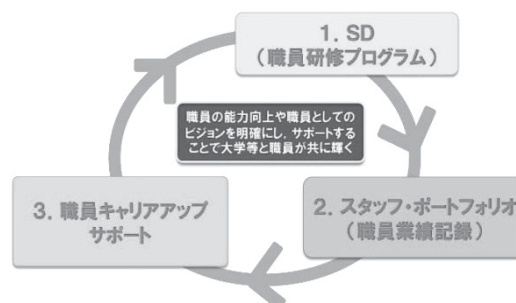 1. SD
(職員研修プログラム)
職員の能力向上や職員としての
ビジョンを明確にし、サポートする
ことで大学等と職員が共に輝く
3. 職員キャリアアップ
サポート
2. スタッフ・ポートフォリオ
(職員業績記録)